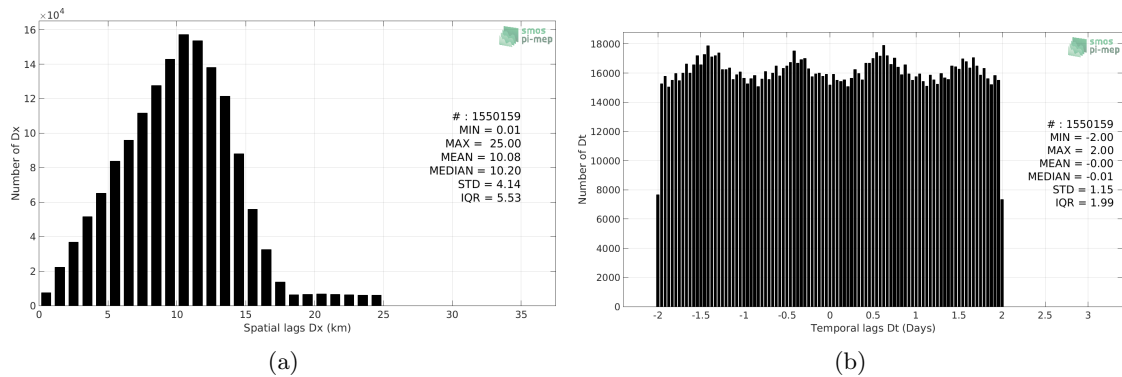 ×10⁴
16
14
12
10
8
6
4
2
0
Number of Dx
0 5 10 15 20 25 30 35
Spatial lags Dx (km)
smos
pi-mep
# : 1550159
MIN = 0.01
MAX = 25.00
MEAN = 10.08
MEDIAN = 10.20
STD = 4.14
IQR = 5.53
(a)
18000
16000
14000
12000
10000
8000
6000
4000
2000
0
Number of Dt
-2 -1.5 -1 -0.5 0 0.5 1 1.5 2 2.5 3
Temporal lags Dt (Days)
smos
pi-mep
# : 1550159
MIN = -2.00
MAX = 2.00
MEAN = -0.00
MEDIAN = -0.01
STD = 1.15
IQR = 1.99
(b)